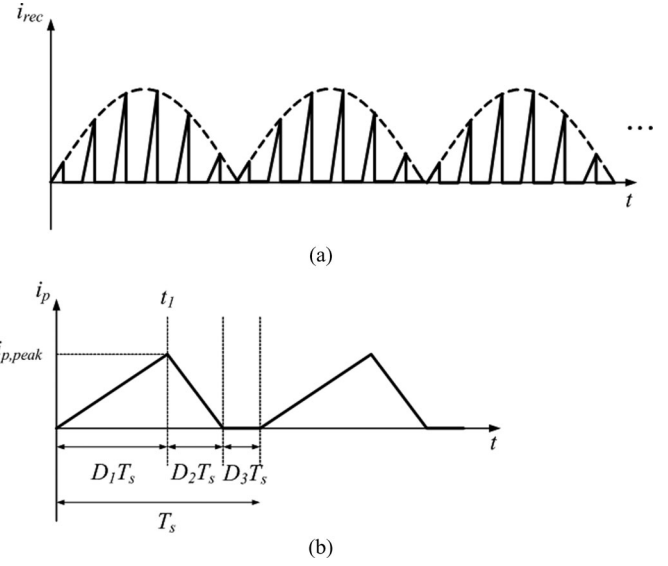 i_rec
...
t
(a)
i_p
t_1
i_p,peak
t
D_1T_s
D_2T_s
D_3T_s
T_s
(b)